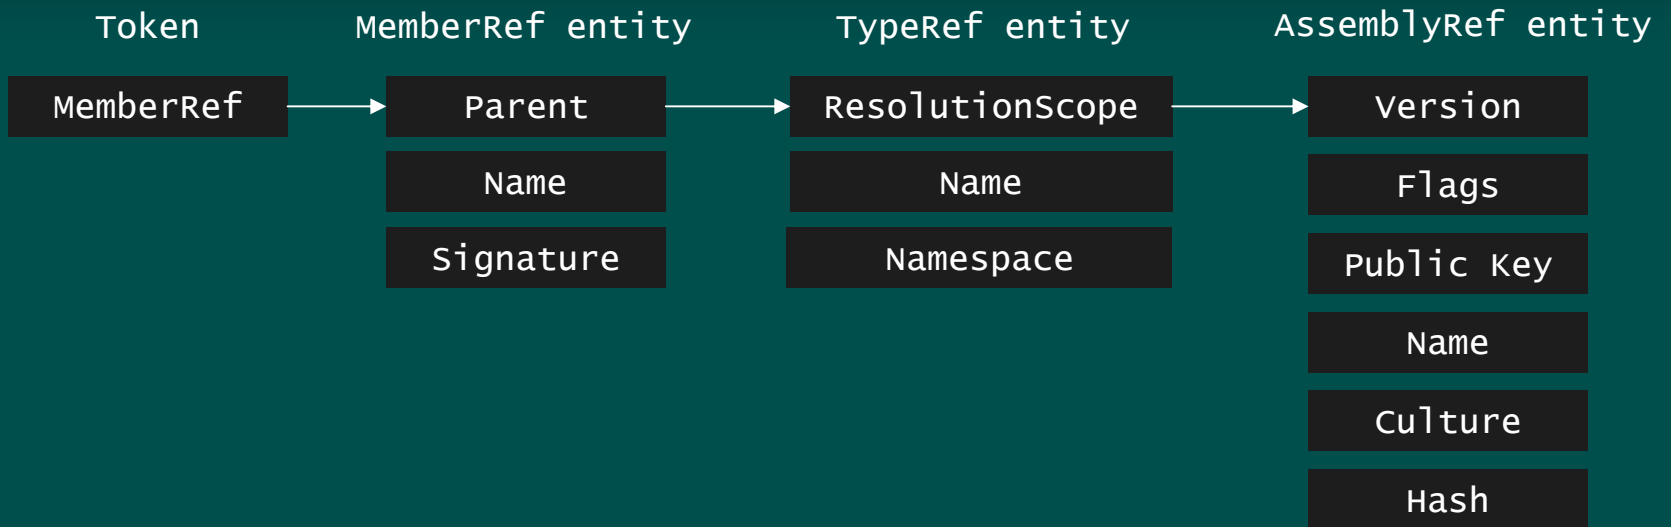 Token
MemberRef entity
TypeRef entity
AssemblyRef entity
MemberRef
Parent
ResolutionScope
Version
Name
Name
Flags
Signature
Namespace
Public Key
Name
Culture
Hash